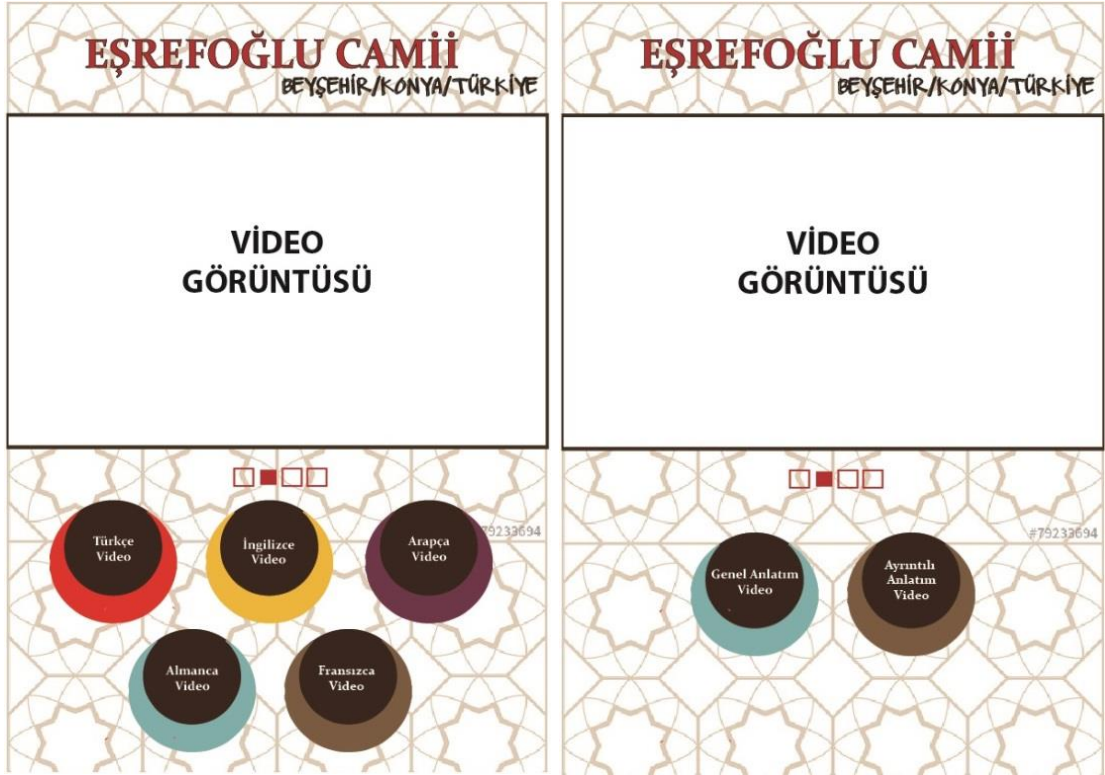 EŞREFOĞLU CAMİİ
BEYŞEHİR/KONYA/TÜRKİYE
VİDEO
GÖRÜNTÜSÜ
79233694
Türkçe
Video
İngilizce
Video
Arapça
Video
Almanca
Video
Fransızca
Video
EŞREFOĞLU CAMİİ
BEYŞEHİR/KONYA/TÜRKİYE
VİDEO
GÖRÜNTÜSÜ
#79233694
Genel Anlatım
Video
Ayrıntılı
Anlatım
Video